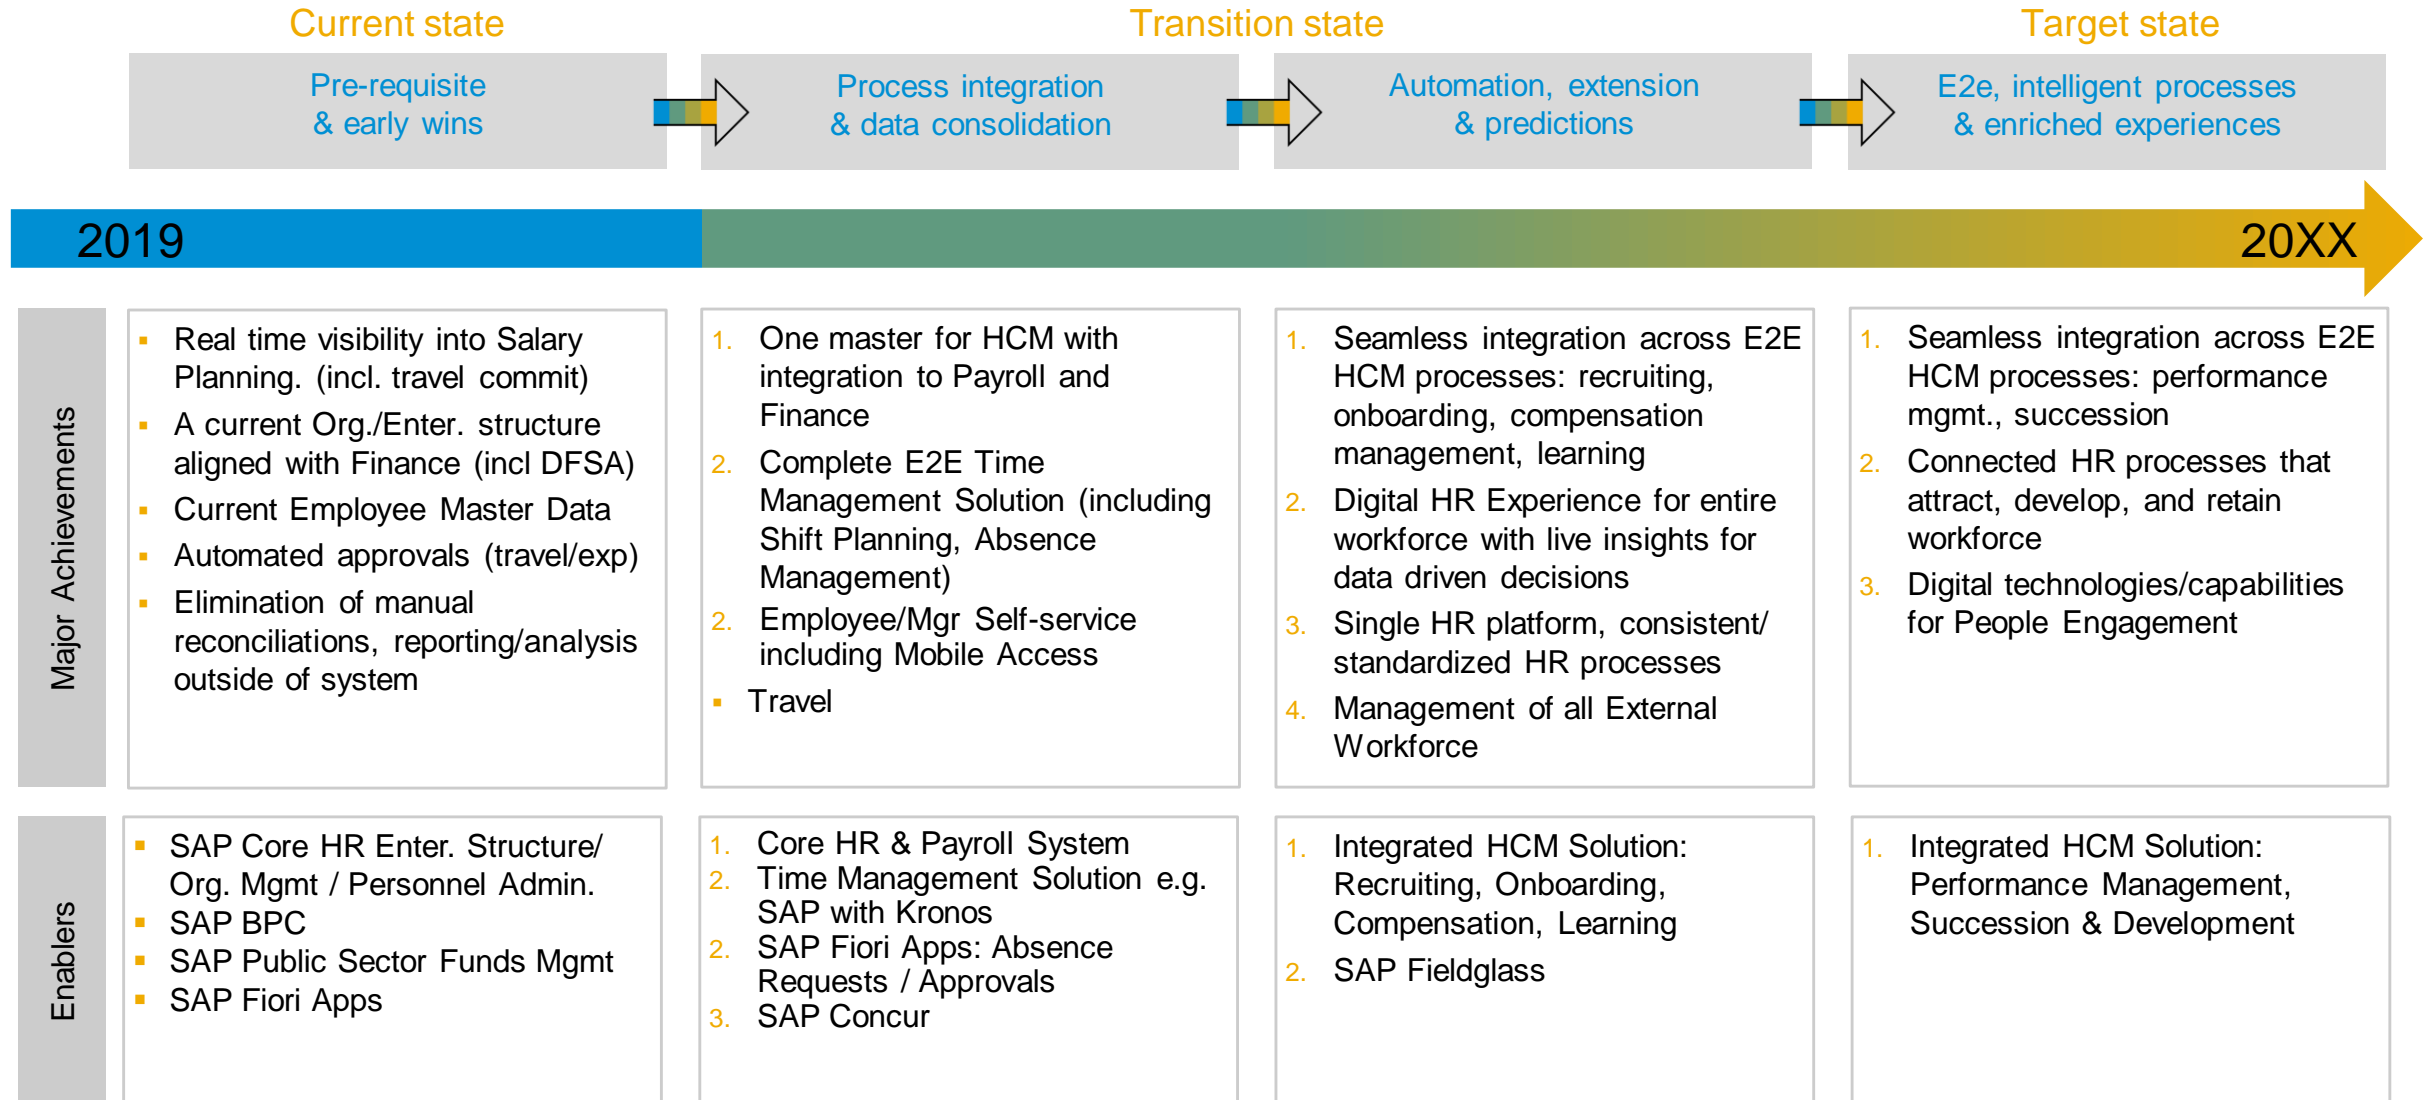 Current state
Transition state
Target state
Pre-requisite
& early wins
Process integration
& data consolidation
Automation, extension
& predictions
E2e, intelligent processes
& enriched experiences
2019
20XX
Major Achievements
▪ Real time visibility into Salary
Planning. (incl. travel commit)
▪ A current Org./Enter. structure
aligned with Finance (incl DFSA)
▪ Current Employee Master Data
▪ Automated approvals (travel/exp)
▪ Elimination of manual
reconciliations, reporting/analysis
outside of system
1. One master for HCM with
integration to Payroll and
Finance
2. Complete E2E Time
Management Solution (including
Shift Planning, Absence
Management)
2. Employee/Mgr Self-service
including Mobile Access
▪ Travel
1. Seamless integration across E2E
HCM processes: recruiting,
onboarding, compensation
management, learning
2. Digital HR Experience for entire
workforce with live insights for
data driven decisions
3. Single HR platform, consistent/
standardized HR processes
4. Management of all External
Workforce
1. Seamless integration across E2E
HCM processes: performance
mgmt., succession
2. Connected HR processes that
attract, develop, and retain
workforce
3. Digital technologies/capabilities
for People Engagement
Enablers
▪ SAP Core HR Enter. Structure/
Org. Mgmt / Personnel Admin.
▪ SAP BPC
▪ SAP Public Sector Funds Mgmt
▪ SAP Fiori Apps
1. Core HR & Payroll System
2. Time Management Solution e.g.
SAP with Kronos
2. SAP Fiori Apps: Absence
Requests / Approvals
3. SAP Concur
1. Integrated HCM Solution:
Recruiting, Onboarding,
Compensation, Learning
2. SAP Fieldglass
1. Integrated HCM Solution:
Performance Management,
Succession & Development